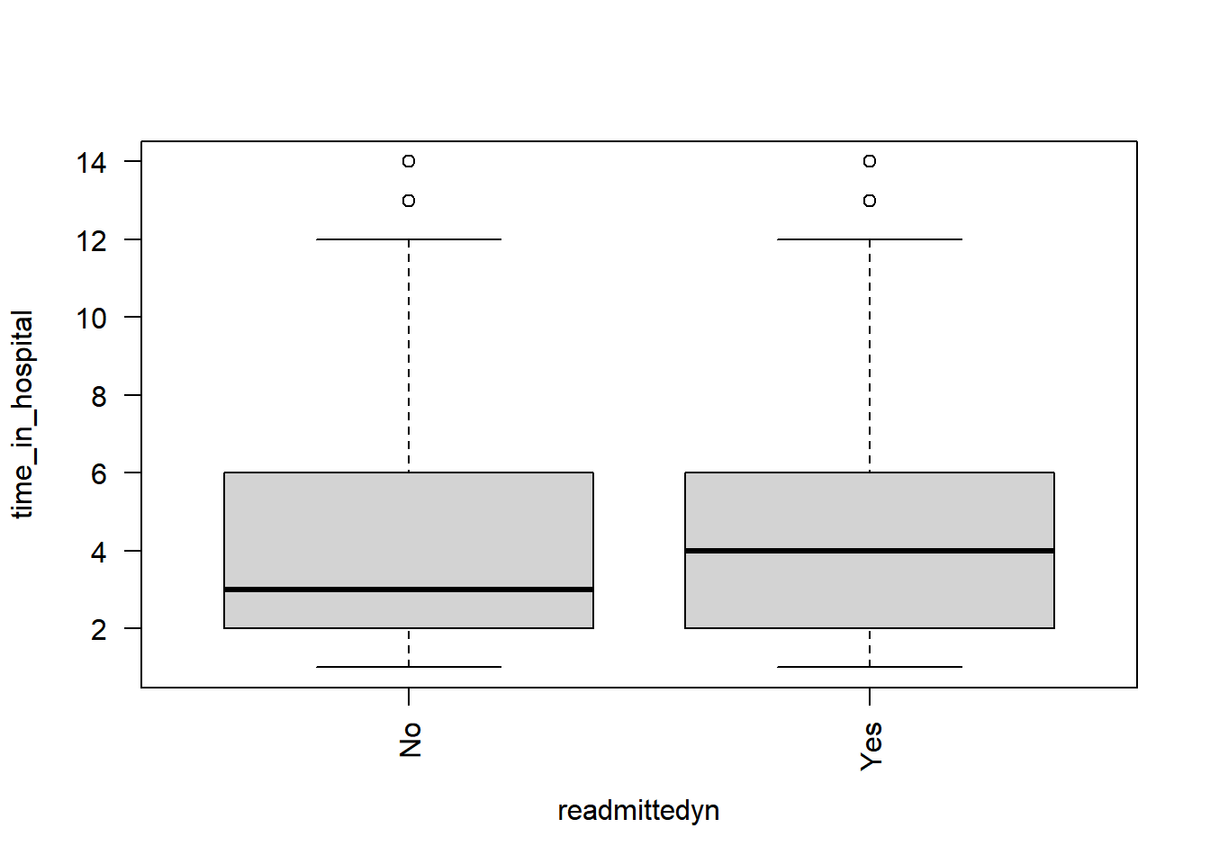 time_in_hospital
14
12
10
8
6
4
2
No
Yes
readmittedyn